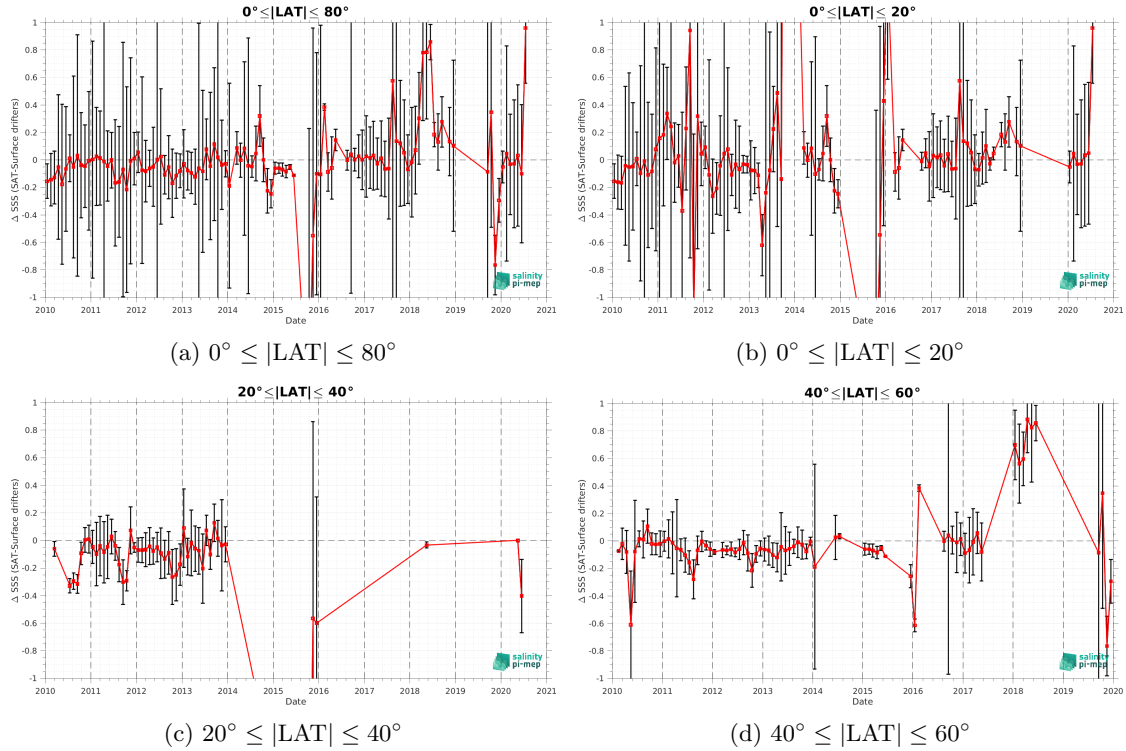 0°≤|LAT|≤ 80°
Δ SSS (SAT-Surface drifters)
1
0.8
0.6
0.4
0.2
0
-0.2
-0.4
-0.6
-0.8
-1
2010 2011 2012 2013 2014 2015 2016 2017 2018 2019 2020 2021
Date
salinity
pi-mep
(a) 0° ≤ |LAT| ≤ 80°
0°≤|LAT|≤ 20°
Δ SSS (SAT-Surface drifters)
1
0.8
0.6
0.4
0.2
0
-0.2
-0.4
-0.6
-0.8
-1
2010 2011 2012 2013 2014 2015 2016 2017 2018 2019 2020 2021
Date
salinity
pi-mep
(b) 0° ≤ |LAT| ≤ 20°
20°≤|LAT|≤ 40°
Δ SSS (SAT-Surface drifters)
1
0.8
0.6
0.4
0.2
0
-0.2
-0.4
-0.6
-0.8
-1
2010 2011 2012 2013 2014 2015 2016 2017 2018 2019 2020 2021
Date
salinity
pi-mep
(c) 20° ≤ |LAT| ≤ 40°
40°≤|LAT|≤ 60°
Δ SSS (SAT-Surface drifters)
1
0.8
0.6
0.4
0.2
0
-0.2
-0.4
-0.6
-0.8
-1
2010 2011 2012 2013 2014 2015 2016 2017 2018 2019 2020
Date
salinity
pi-mep
(d) 40° ≤ |LAT| ≤ 60°